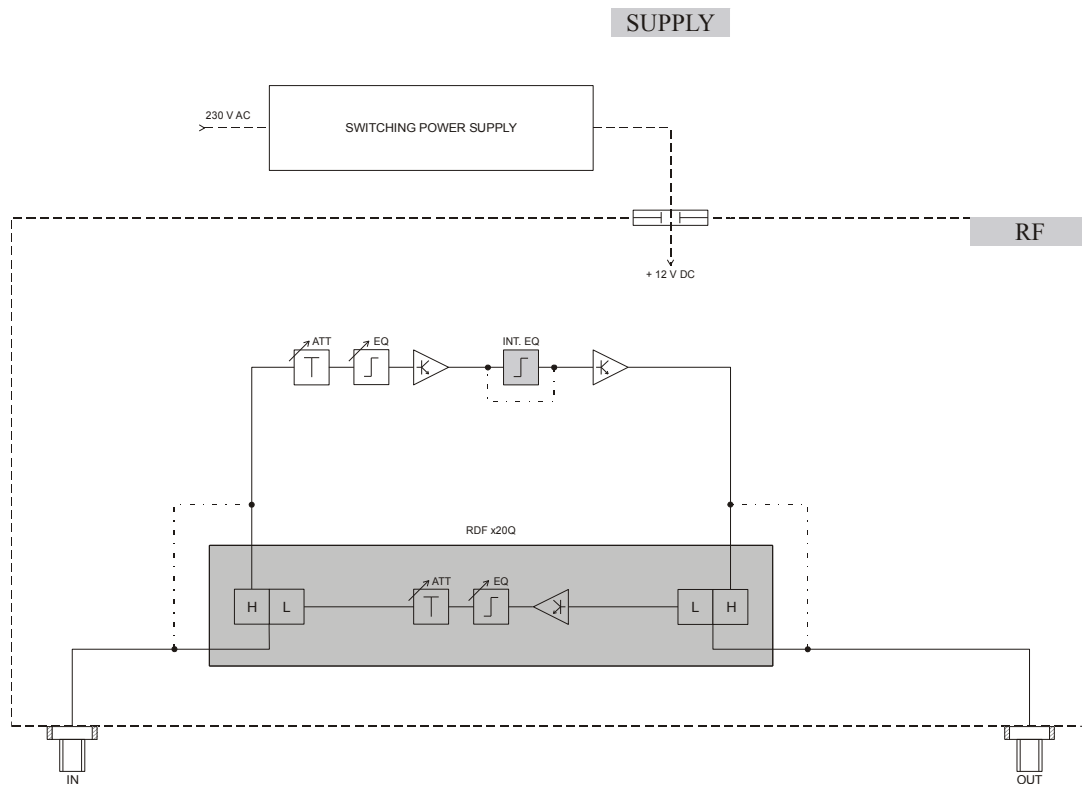 SUPPLY
230 V AC
SWITCHING POWER SUPPLY
RF
+ 12 V DC
ATT
EQ
INT. EQ
RDF x20Q
ATT
EQ
H
L
L
H
IN
OUT